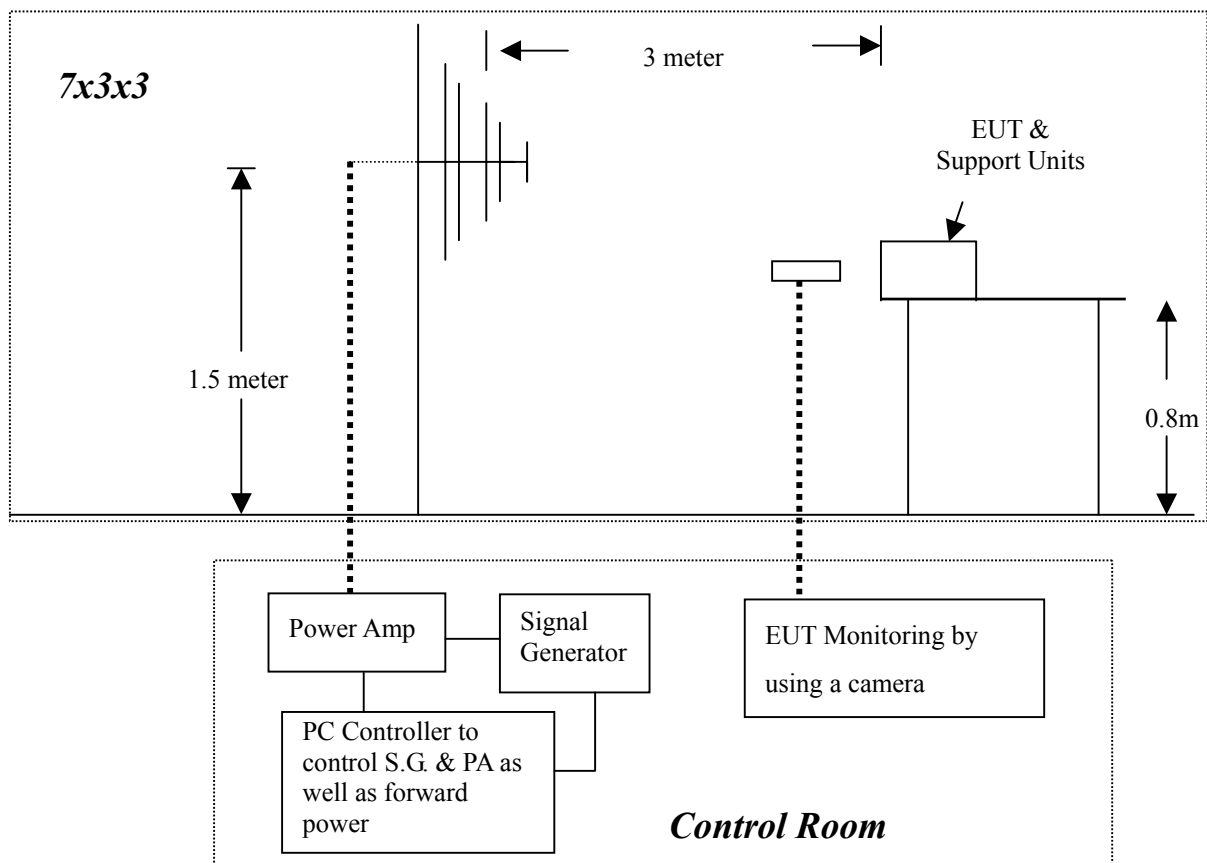 7x3x3
3 meter
EUT &
Support Units
1.5 meter
0.8m
Power Amp
Signal
Generator
EUT Monitoring by
using a camera
PC Controller to
control S.G. & PA as
well as forward
power
Control Room